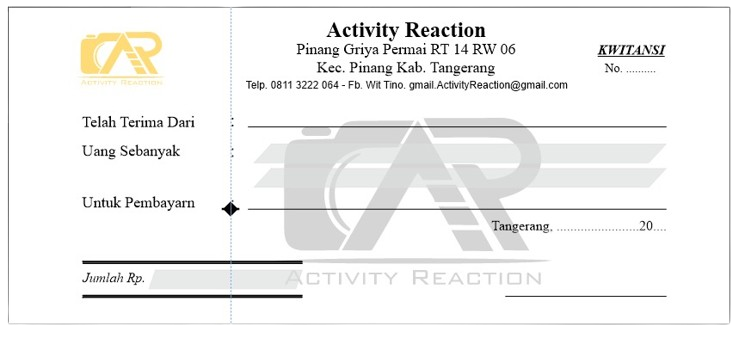 Activity Reaction
Pinang Griya Permai RT 14 RW 06
KWITANSI
Kec. Pinang Kab. Tangerang
No. ..........
AR
ACTIVITY REACTION
Telp. 0811 3222 064 - Fb. Wit Tino. gmail.ActivityReaction@gmail.com
Telah Terima Dari :
Uang Sebanyak :
AR
Untuk Pembayarn
Tangerang, ............................20....
Jumlah Rp.
ACTIVITY REACTION